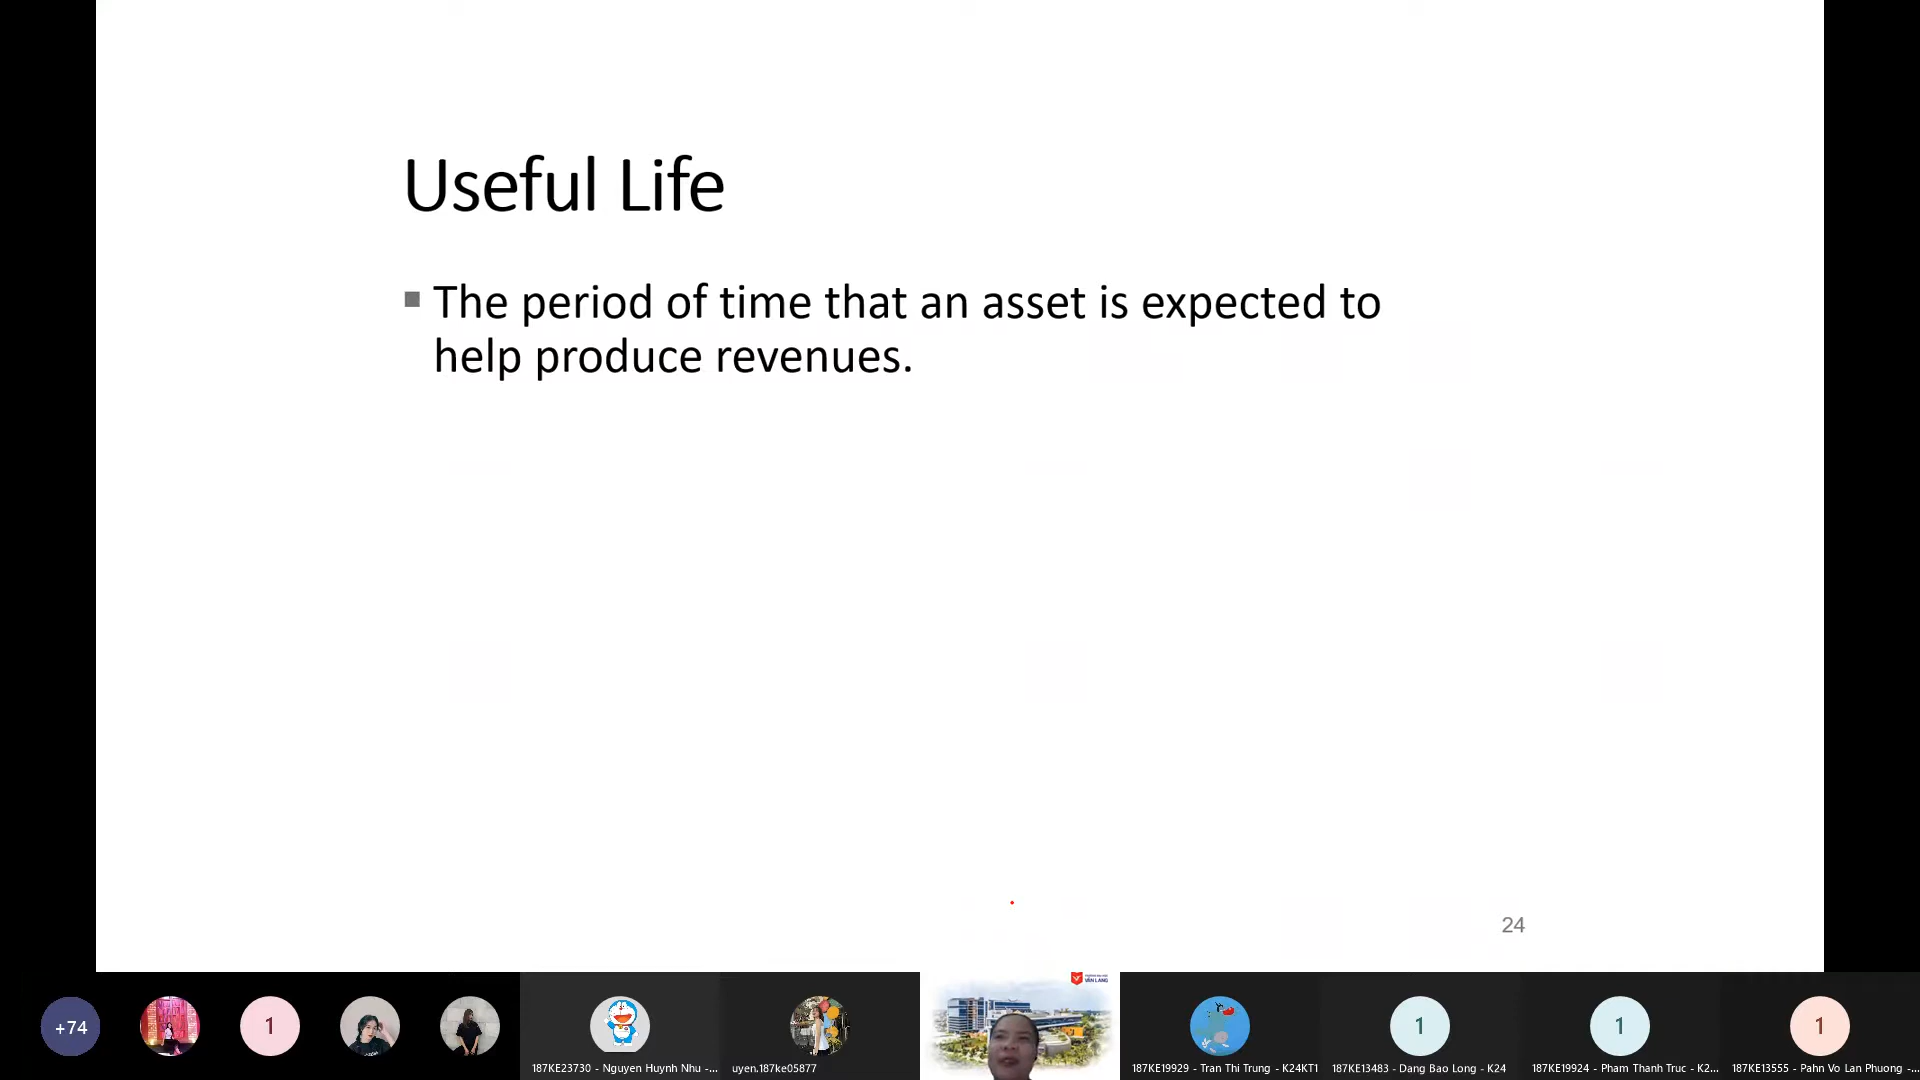 Useful Life
The period of time that an asset is expected to
help produce revenues.
24
VĂN LANG
+74
1
187KE23730 - Nguyen Huynh Nhu -...
uyen.187ke05877
187KE19929 - Tran Thi Trung - K24KT1
1
187KE13483 - Dang Bao Long - K24
1
187KE19924 - Pham Thanh Truc - K2...
1
187KE13555 - Pahn Vo Lan Phuong -...